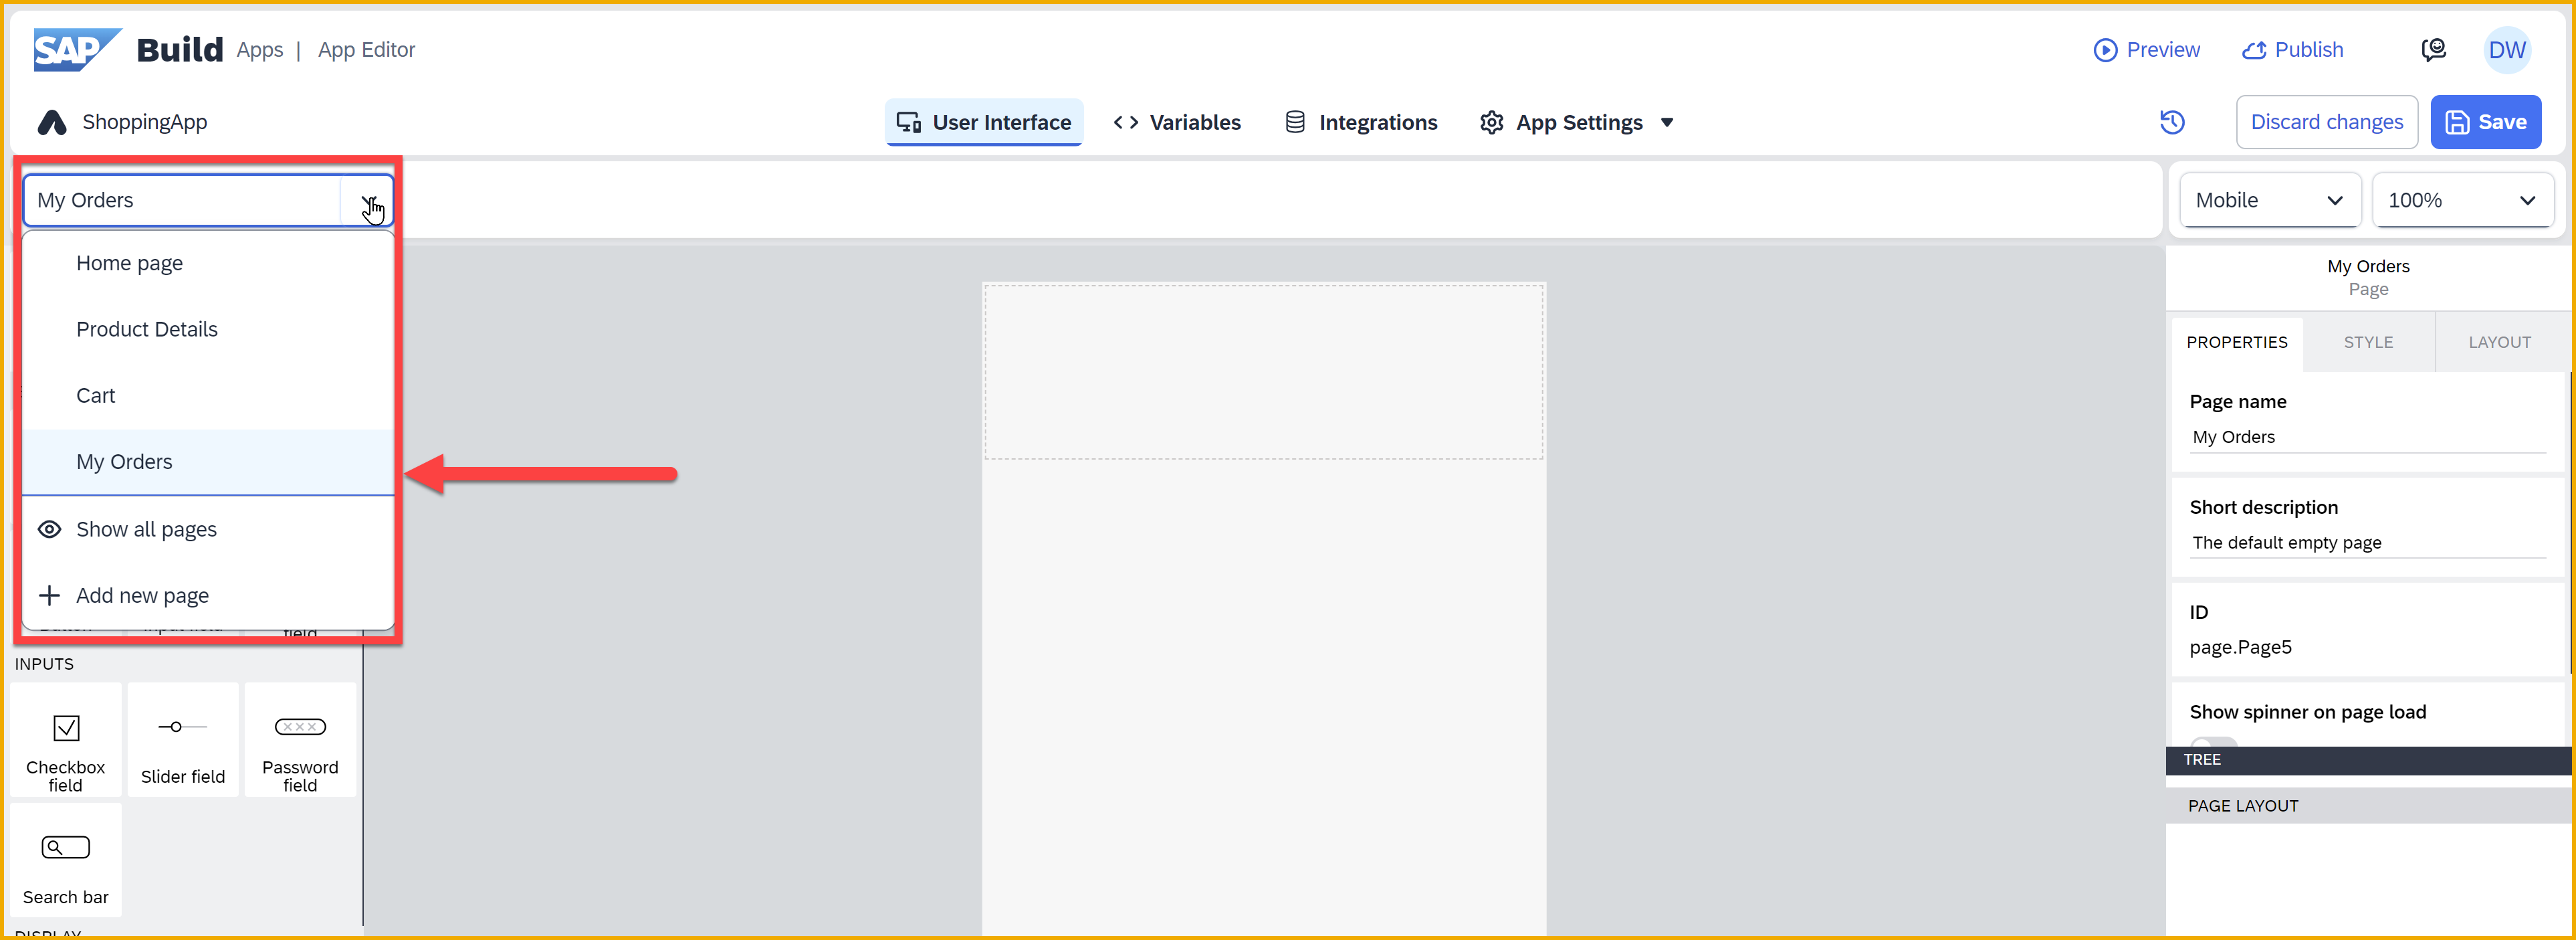 SAP Build Apps | App Editor
Preview
Publish
DW
ShoppingApp
User Interface
Variables
Integrations
App Settings
Discard changes
Save
My Orders
Mobile
100%
Home page
Product Details
Cart
My Orders
Show all pages
Add new page
field
INPUTS
Checkbox
field
Slider field
Password
field
Search bar
My Orders
Page
PROPERTIES
STYLE
LAYOUT
Page name
My Orders
Short description
The default empty page
ID
page.Page5
Show spinner on page load
TREE
PAGE LAYOUT